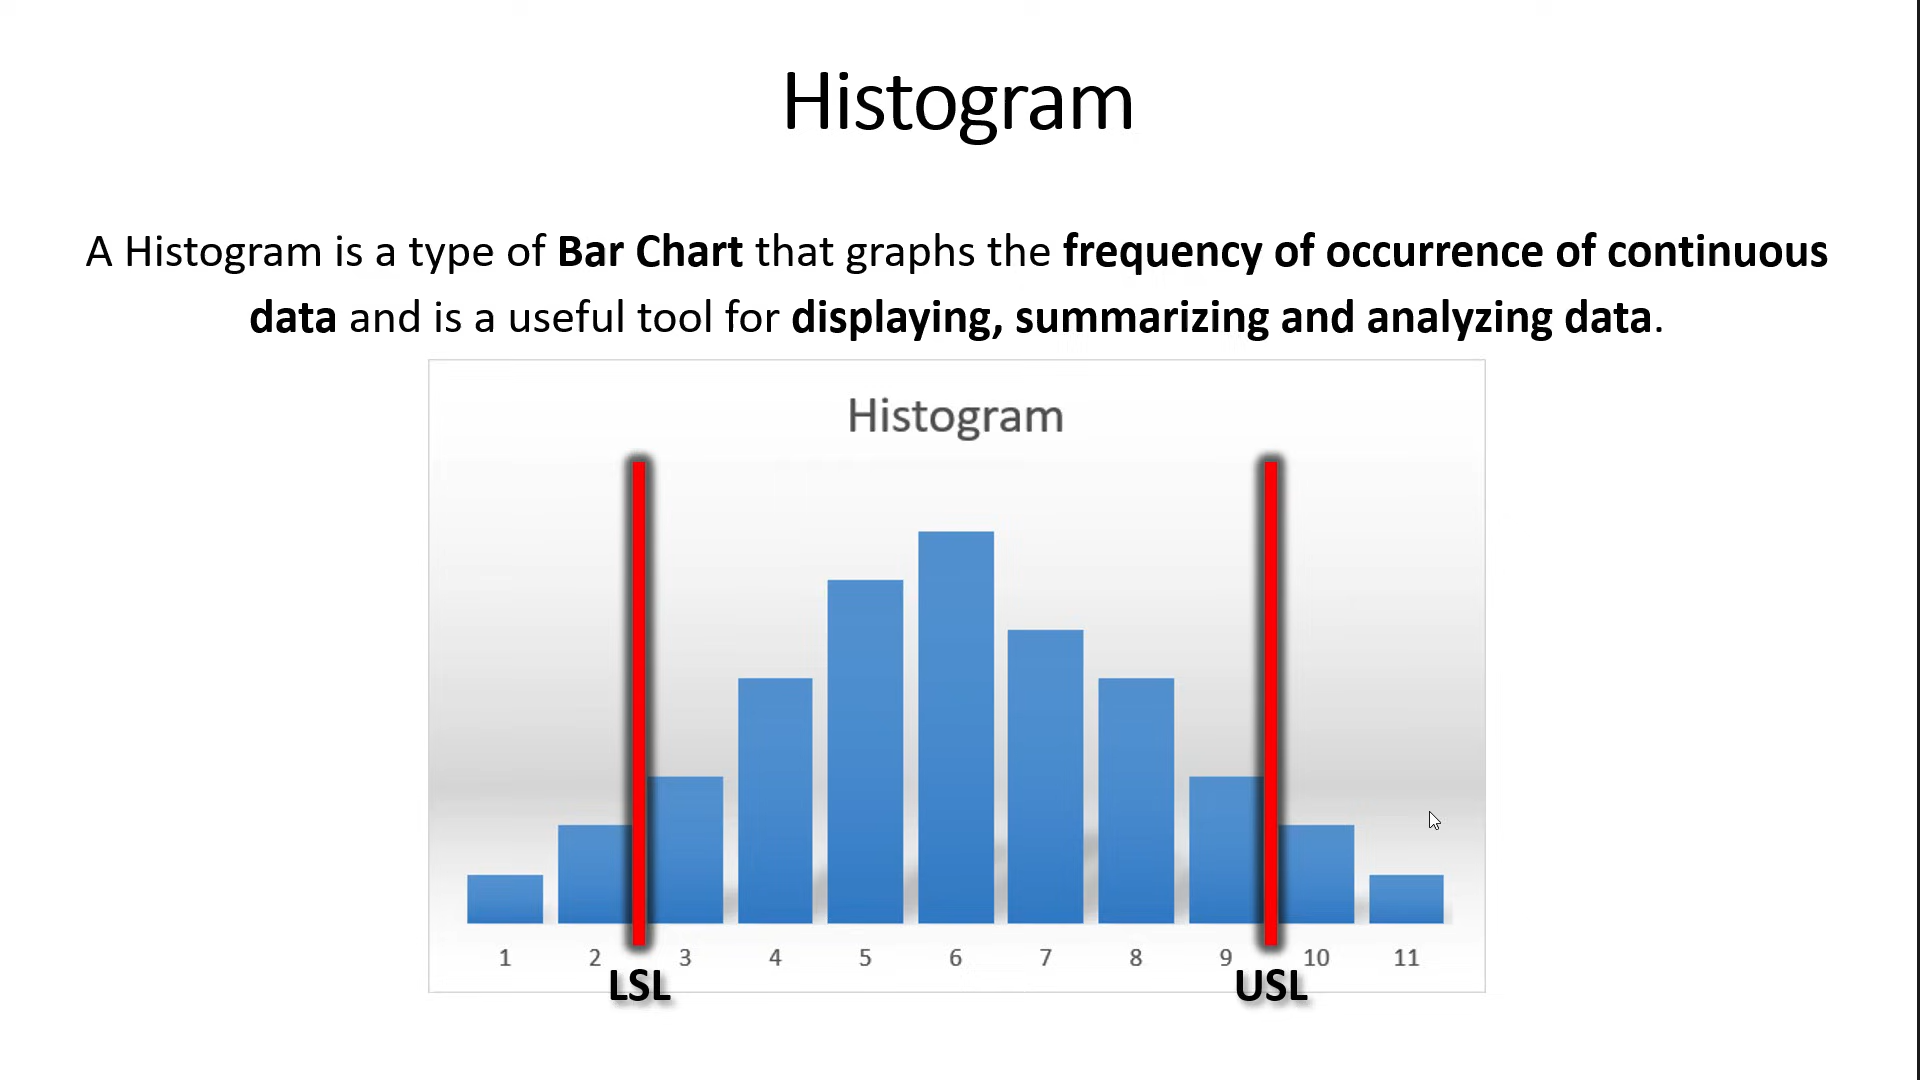 Histogram
A Histogram is a type of Bar Chart that graphs the frequency of occurrence of continuous
data and is a useful tool for displaying, summarizing and analyzing data.
Histogram
1 2 3 4 5 6 7 8 9 10 11
LSL USL